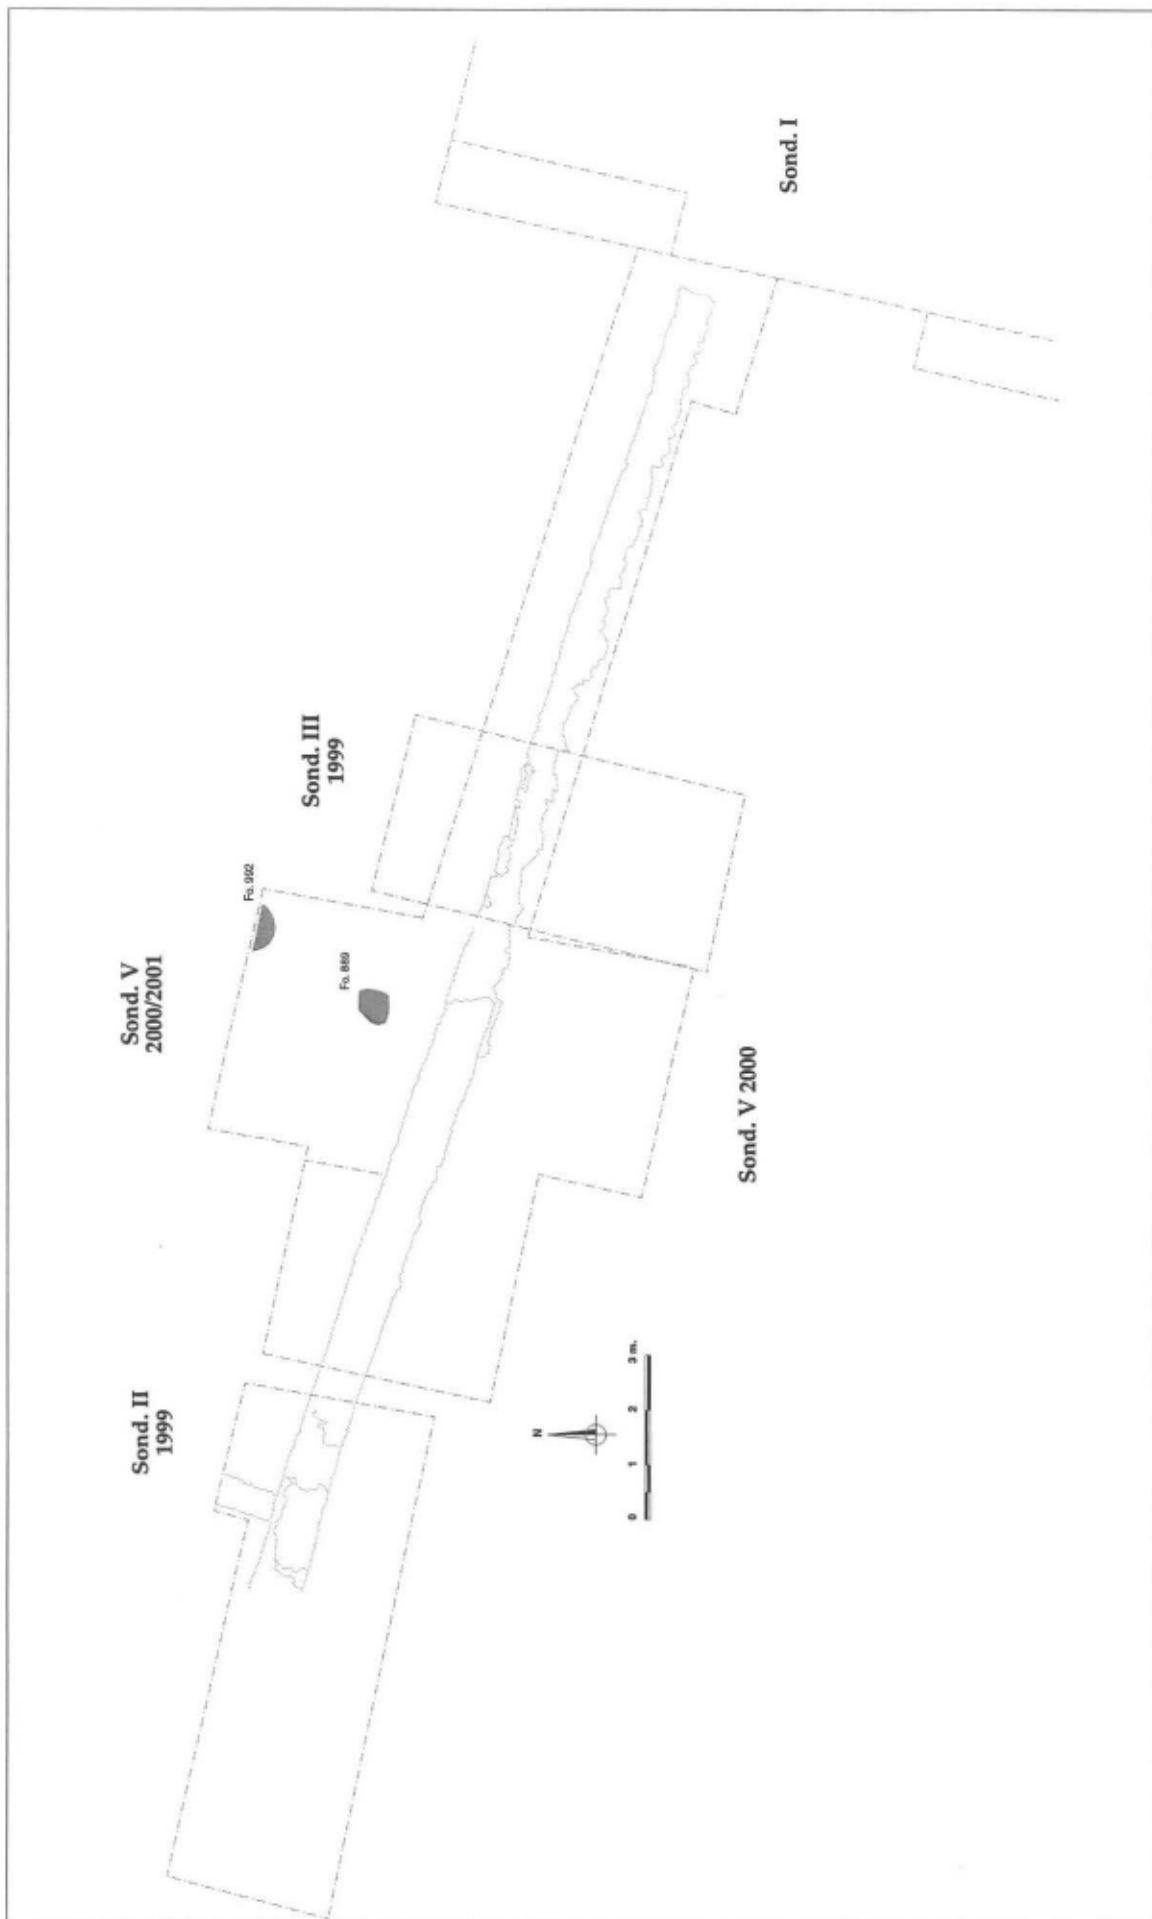 Sond. II
1999
Sond. V
2000/2001
Fo. 992
Fo. 889
Sond. III
1999
Sond. I
Sond. V 2000
N
0 1 2 3 m.